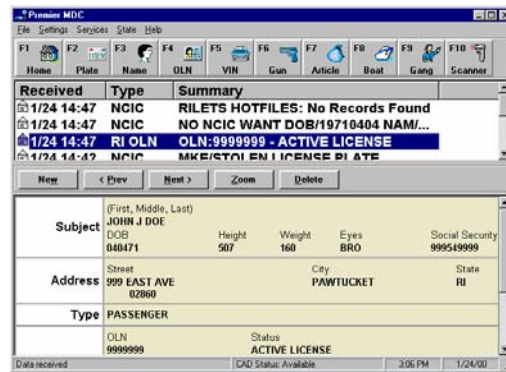 Premier MDC
File Settings Services State Help
F1 F2 F3 F4 F5 F6 F7 F8 F9 F10
Home Plate Name OLN VIN Gun Article Boat Gang Scanner
Received Type Summary
1/24 14:47 NCIC RILETS HOTFILES: No Records Found
1/24 14:47 NCIC NO NCIC WANT DOB/19710404 NAM/...
1/24 14:47 RI OLN OLN:9999999 - ACTIVE LICENSE
1/24 14:42 NCIC MKE/STOLEN LICENSE PLATE
New < Prev Next > Zoom Delete
(First, Middle, Last)
Subject JOHN J DOE
DOB Height Weight Eyes Social Security
040471 507 160 BRO 999549999
Street City State
Address 999 EAST AVE PAWTUCKET RI
02860
Type PASSENGER
OLN Status
9999999 ACTIVE LICENSE
Data received CAD Status: Available 3:06 PM 1/24/00